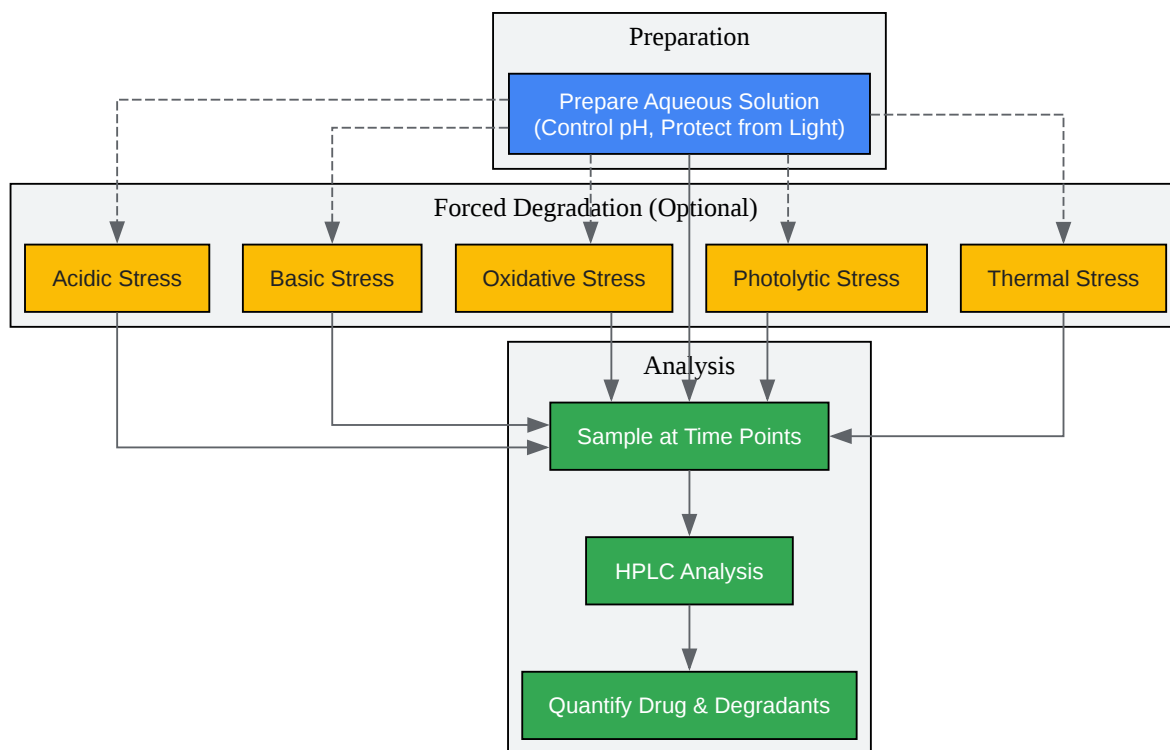 Preparation
Prepare Aqueous Solution
(Control pH, Protect from Light)
Forced Degradation (Optional)
Acidic Stress
Basic Stress
Oxidative Stress
Photolytic Stress
Thermal Stress
Analysis
Sample at Time Points
HPLC Analysis
Quantify Drug & Degradants